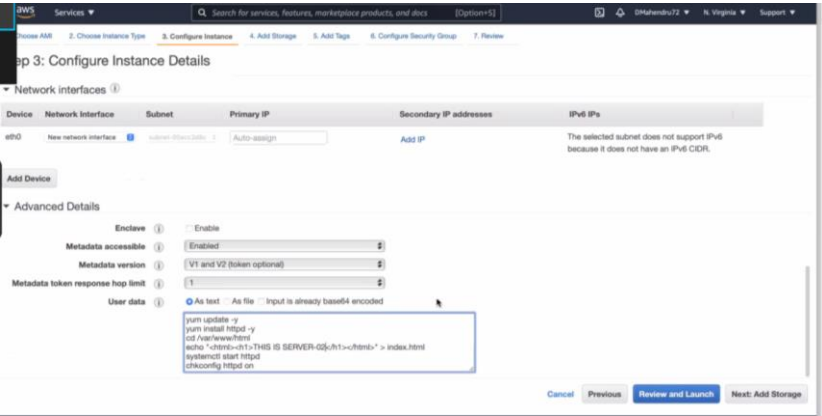 aws Services Search for services, features, marketplace products, and docs [Option+S] DMahendru72 N. Virginia Support
Choose AMI 2. Choose Instance Type 3. Configure Instance 4. Add Storage 5. Add Tags 6. Configure Security Group 7. Review
ep 3: Configure Instance Details
Network interfaces
Device Network Interface Subnet Primary IP Secondary IP addresses IPv6 IPs
eth0 New network interface Auto-assign Add IP The selected subnet does not support IPv6
because it does not have an IPv6 CIDR.
Add Device
Advanced Details
Enclave Enable
Metadata accessible Enabled
Metadata version V1 and V2 (token optional)
Metadata token response hop limit 1
User data As text As file Input is already base64 encoded
yum update -y
yum install httpd -y
cd /var/www/html
echo "<html><h1>THIS IS SERVER-02</h1></html>" > index.html
systemctl start httpd
chkconfig httpd on
Cancel Previous Review and Launch Next: Add Storage